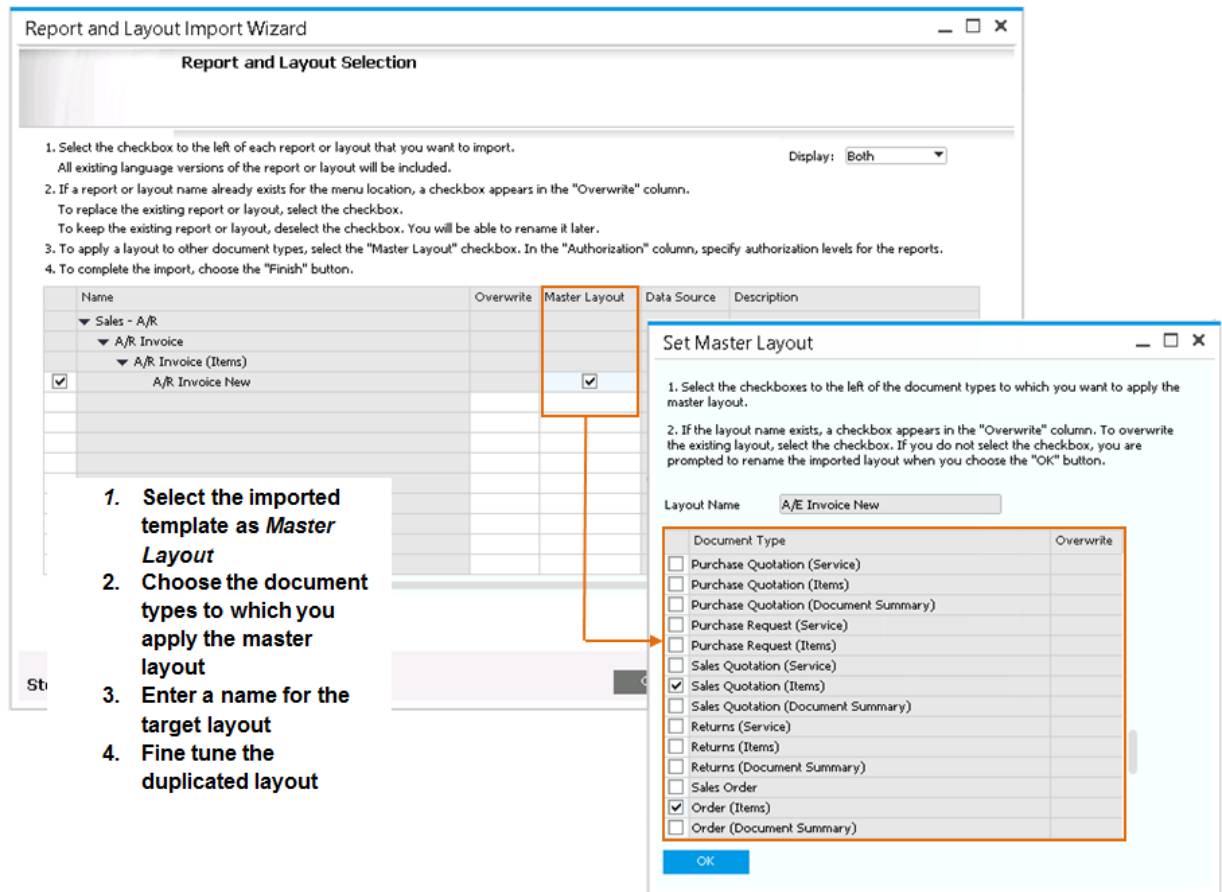 Report and Layout Import Wizard
Report and Layout Selection
1. Select the checkbox to the left of each report or layout that you want to import.
All existing language versions of the report or layout will be included.
Display: Both
2. If a report or layout name already exists for the menu location, a checkbox appears in the "Overwrite" column.
To replace the existing report or layout, select the checkbox.
To keep the existing report or layout, deselect the checkbox. You will be able to rename it later.
3. To apply a layout to other document types, select the "Master Layout" checkbox. In the "Authorization" column, specify authorization levels for the reports.
4. To complete the import, choose the "Finish" button.
Name Overwrite Master Layout Data Source Description
Sales - A/R
A/R Invoice
A/R Invoice (Items)
A/R Invoice New
1. Select the imported
template as Master
Layout
2. Choose the document
types to which you
apply the master
layout
3. Enter a name for the
target layout
4. Fine tune the
duplicated layout
Set Master Layout
1. Select the checkboxes to the left of the document types to which you want to apply the
master layout.
2. If the layout name exists, a checkbox appears in the "Overwrite" column. To overwrite
the existing layout, select the checkbox. If you do not select the checkbox, you are
prompted to rename the imported layout when you choose the "OK" button.
Layout Name A/E Invoice New
Document Type Overwrite
Purchase Quotation (Service)
Purchase Quotation (Items)
Purchase Quotation (Document Summary)
Purchase Request (Service)
Purchase Request (Items)
Sales Quotation (Service)
Sales Quotation (Items)
Sales Quotation (Document Summary)
Returns (Service)
Returns (Items)
Returns (Document Summary)
Sales Order
Order (Items)
Order (Document Summary)
OK